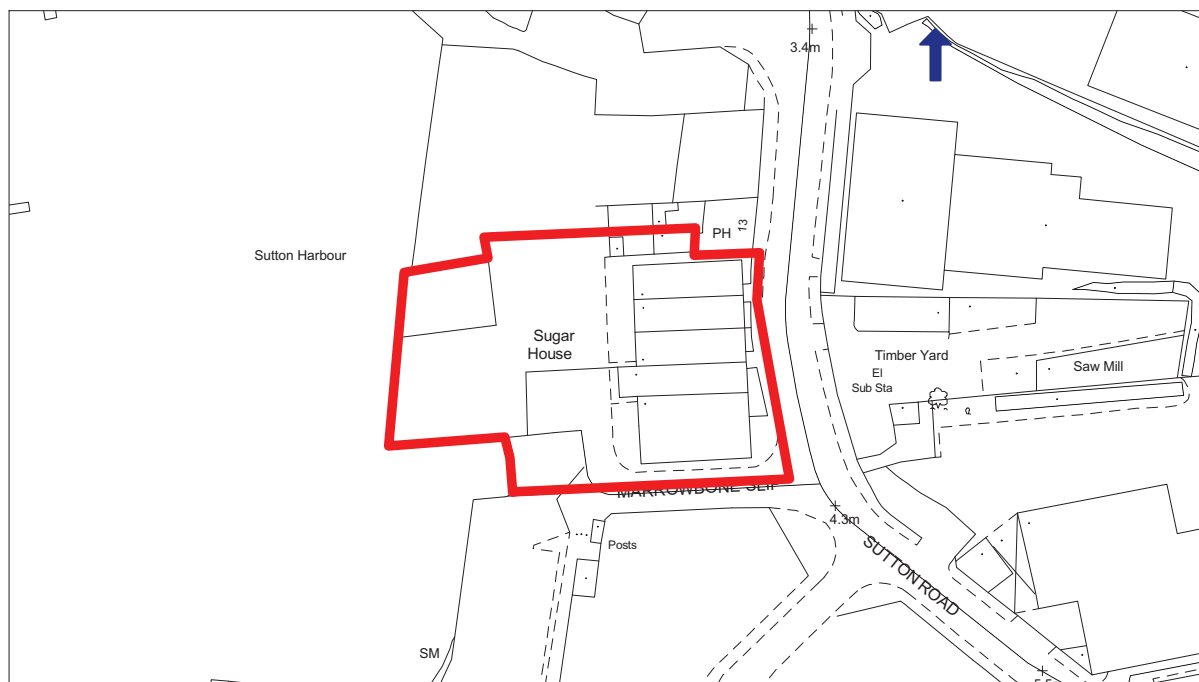 3.4m
PH
13
Sutton Harbour
Sugar
House
Timber Yard
El
Sub Sta
Saw Mill
MARROWBONE SLIP
4.3m
SUTTON ROAD
Posts
SM